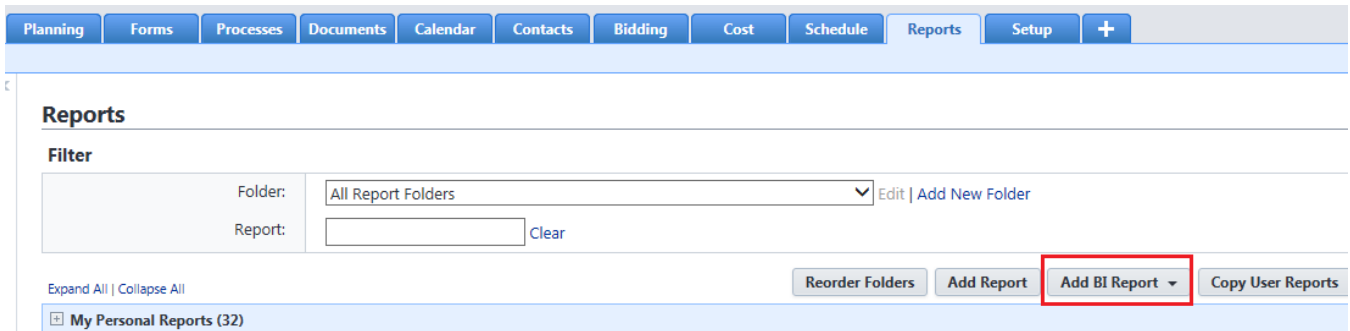 Planning Forms Processes Documents Calendar Contacts Bidding Cost Schedule Reports Setup +
Reports
Filter
Folder: All Report Folders Edit | Add New Folder
Report: Clear
Expand All | Collapse All Reorder Folders Add Report Add BI Report Copy User Reports
My Personal Reports (32)